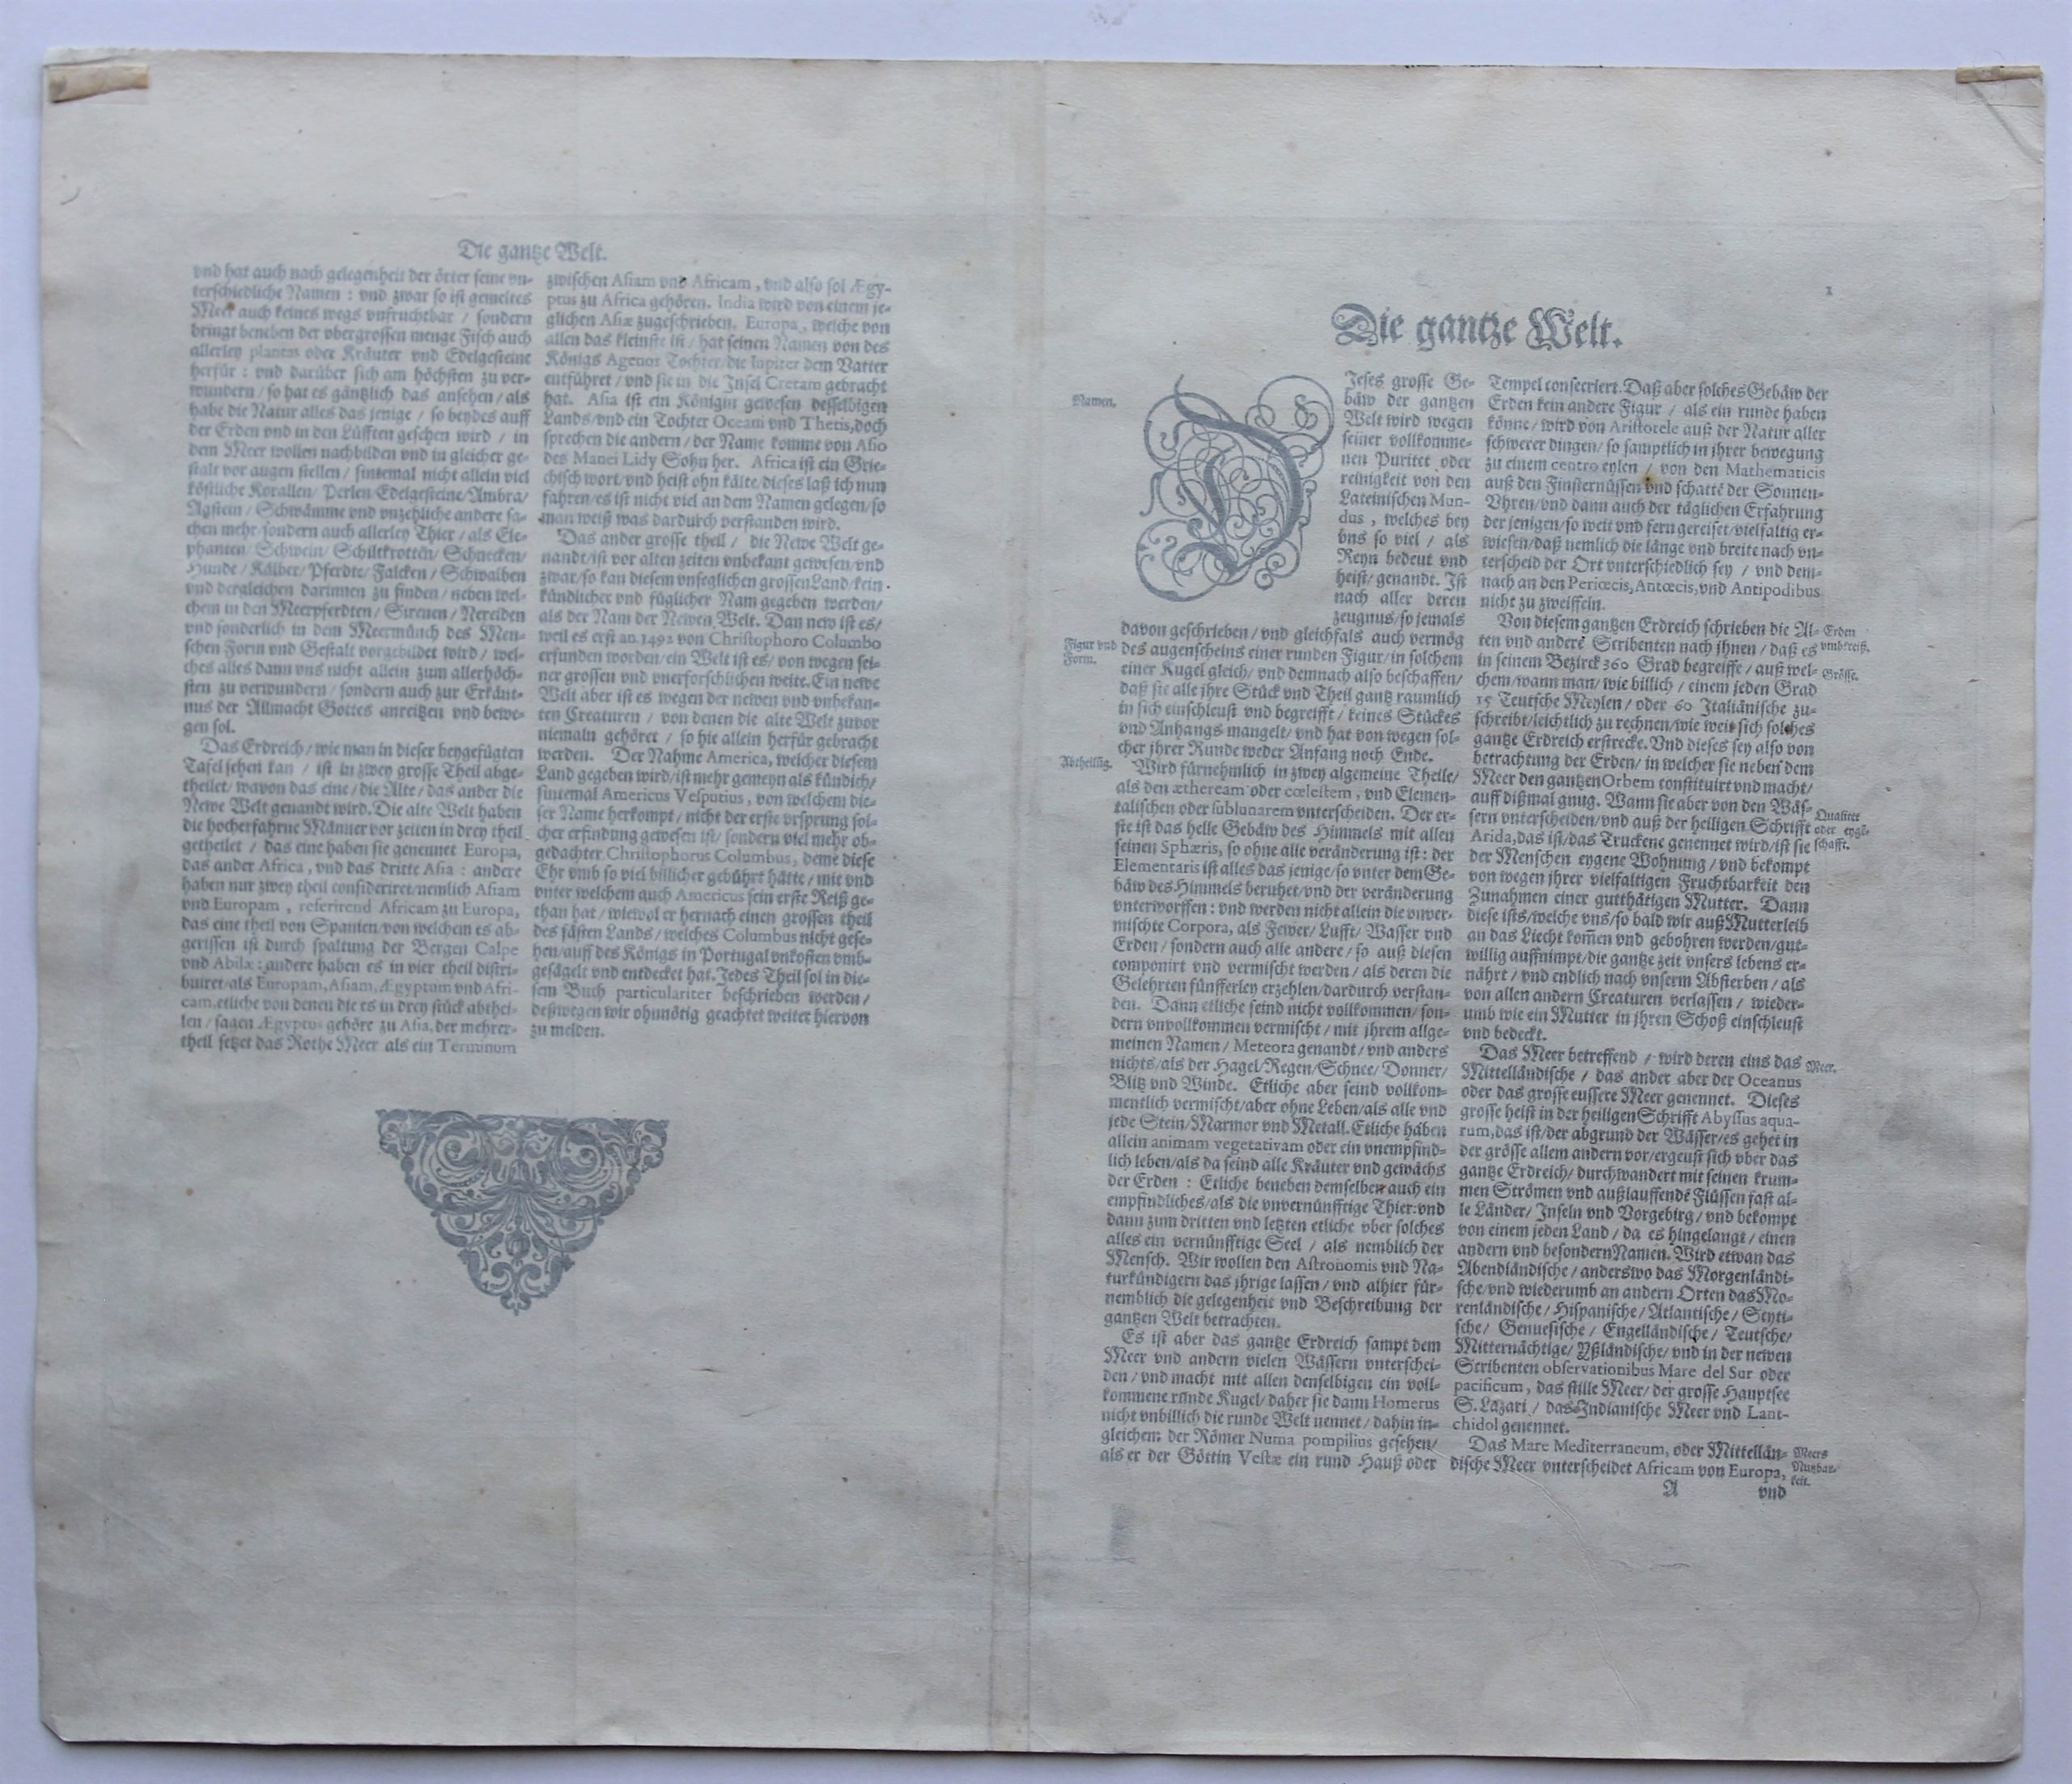 Die gantze Welt.
vnd hat auch nach gelegenheit der örter seine vn-
terschiedliche Namen : vnd zwar so ist gemeltes
Meer auch keines wegs vnfruchtbar / sondern
bringt beneben der vbergrossen menge Fisch auch
allerley plantas oder Kräuter vnd Edelgesteine
herfür : vnd darüber sich am höchsten zu ver-
wundern / so hat es gäntzlich das ansehen / als
habe die Natur alles das jenige / so beydes auff
der Erden vnd in den Lüfften gesehen wird / in
dem Meer wollen nachbilden vnd in gleicher ge-
stalt vor augen stellen / sintemal nicht allein viel
köstliche Korallen/ Perlen/Edelgesteine/Ambra/
Agstein / Schwämme vnd vnzehliche andere sa-
chen mehr/sondern auch allerley Thier / als Ele-
phanten/ Schwein/ Schiltkrotten/ Schnecken/
Hunde / Kälber/ Pferdte/ Falcken / Schwalben
vnd dergleichen darinnen zu finden / neben wel-
chem in den Meerpferdten / Sirenen / Nereiden
vnd sonderlich in dem Meermünch des Men-
schen Form vnd Gestalt vorgebildet wird / wel-
ches alles dann vns nicht allein zum allerhöch-
sten zu verwundern / sondern auch zur Erkänt-
nus der Allmacht Gottes anreitzen vnd bewe-
gen sol.
Das Erdreich / wie man in dieser beygefügten
Tafel sehen kan / ist in zwey grosse Theil abge-
theilet / wavon das eine / die Alte / das ander die
Newe Welt genandt wird. Die alte Welt haben
die hocherfahrne Männer vor zeiten in drey theil
getheilet / das eine haben sie genennet Europa,
das ander Africa, vnd das dritte Asia : andere
haben nur zwey theil consideriret/nemlich Asiam
vnd Europam , referirend Africam zu Europa,
das eine theil von Spanien/von welchem es ab-
gerissen ist durch spaltung der Bergen Calpe
vnd Abilæ : andere haben es in vier theil distri-
buiret/als Europam, Asiam, Ægyptum vnd Afri-
cam, etliche von denen die es in drey stück abthei-
len / sagen Ægyptus gehöre zu Asia, der mehrer-
theil setzet das Rothe Meer als ein Terminum
zwischen Asiam vnd Africam , vnd also sol Ægy-
ptus zu Africa gehören. India wird von einem je-
glichen Asiæ zugeschrieben. Europa , welche von
allen das kleinste ist / hat seinen Namen von des
Königs Agenor Tochter/die Iupiter dem Vatter
entführet / vnd sie in die Insel Cretam gebracht
hat. Asia ist ein Königin gewesen desselbigen
Lands/vnd ein Tochter Oceani vnd Thetis,doch
sprechen die andern / der Name komme von Asio
des Manei Lidy Sohn her. Africa ist ein Grie-
chisch wort/vnd heist ohn kälte/dieses laß ich nun
fahren/es ist nicht viel an dem Namen gelegen/so
man weiß was dardurch verstanden wird.
Das ander grosse theil / die Newe Welt ge-
nandt/ist vor alten zeiten vnbekant gewesen/vnd
zwar/so kan diesem vnseglichen grossen Land/kein
kündlicher vnd füglicher Nam gegeben werden/
als der Nam der Newen Welt. Dan new ist es/
weil es erst an. 1492 von Christophoro Columbo
erfunden worden/ein Welt ist es/ von wegen sei-
ner grossen vnd vnerforschlichen weite. Ein newe
Welt aber ist es wegen der newen vnd vnbekan-
ten Creaturen / von denen die alte Welt zuvor
niemaln gehöret / so hie allein herfür gebracht
werden. Der Nahme America, welcher diesem
Land gegeben wird/ist mehr gemeyn als kündich/
sintemal Americus Vesputius , von welchem die-
ser Name herkompt / nicht der erste vrsprung sol-
cher erfindung gewesen ist/ sondern viel mehr ob-
gedachter Christophorus Columbus, deme diese
Ehr vmb so viel billicher gebührt hätte / mit vnd
vnter welchem auch Americus sein erste Reiß ge-
than hat / wiewol er hernach einen grossen theil
des fästen Lands / welches Columbus nicht gese-
hen/auff des Königs in Portugal vnkosten vmb-
gesägelt vnd entdecket hat. Jedes Theil sol in die-
sem Buch particulariter beschrieben werden /
deßwegen wir ohnnötig geachtet weiter hiervon
zu melden.
1
Die gantze Welt.
Namen.
DJeses grosse Ge-
bäw der gantzen
Welt wird wegen
seiner vollkomme-
nen Puritet oder
reinigkeit von den
Lateinischen Mun-
dus , welches bey
vns so viel / als
Reyn bedeut vnd
heist/ genandt. Ist
nach aller deren
zeugnus/so jemals
davon geschrieben / vnd gleichfals auch vermög
Figur vnd
Form.
des augenscheins einer runden Figur/in solchem
einer Kugel gleich/ vnd demnach also beschaffen/
daß sie alle jhre Stück vnd Theil gantz raumlich
in sich einschleust vnd begreifft / keines Stückes
vnd Anhangs mangelt/ vnd hat von wegen sol-
cher jhrer Runde weder Anfang noch Ende.
Abtheillūg.
Wird fürnehmlich in zwey algemeine Theile/
als den ætheream oder cœlestem , vnd Elemen-
talischen oder sublunarem vnterscheiden. Der er-
ste ist das helle Gebäw des Himmels mit allen
seinen Sphæris, so ohne alle veränderung ist : der
Elementaris ist alles das jenige/so vnter dem Ge-
bäw des Himmels beruhet/vnd der veränderung
vnterworffen : vnd werden nicht allein die vnver-
mischte Corpora, als Fewer/ Lufft/ Wasser vnd
Erden / sondern auch alle andere / so auß diesen
componirt vnd vermischt werden / als deren die
Gelehrten fünfferley erzehlen/dardurch verstan-
den. Dann etliche seind nicht vollkommen/ son-
dern vnvollkommen vermischt / mit jhrem allge-
meinen Namen / Meteora genandt / vnd anders
nichts/als der Hagel/Regen/Schnee/ Donner/
Blitz vnd Winde. Etliche aber seind vollkom-
mentlich vermischt/aber ohne Leben/als alle vnd
jede Stein/Marmor vnd Metall. Etliche haben
allein animam vegetativam oder ein vnempfind-
lich leben/als da seind alle Kräuter vnd gewächs
der Erden : Etliche beneben demselben auch ein
empfindliches/als die vnvernünfftige Thier:vnd
dann zum dritten vnd letzten etliche vber solches
alles ein vernünfftige Seel / als nemblich der
Mensch. Wir wollen den Astronomis vnd Na-
turkündigern das jhrige lassen / vnd alhier für-
nemblich die gelegenheit vnd Beschreibung der
gantzen Welt betrachten.
Es ist aber das gantze Erdreich sampt dem
Meer vnd andern vielen Wässern vnterschei-
den / vnd macht mit allen denselbigen ein voll-
kommene runde Kugel/ daher sie dann Homerus
nicht vnbillich die runde Welt nennet / dahin in-
gleichem der Römer Numa pompilius gesehen/
als er der Göttin Vestæ ein rund Hauß oder
Tempel consecriert. Daß aber solches Gebäw der
Erden kein andere Figur / als ein runde haben
könne / wird von Aristotele auß der Natur aller
schwerer dingen / so samptlich in jhrer bewegung
zu einem centro eylen / von den Mathematicis
auß den Finsternüssen vnd schattē der Sonnen-
Vhren/vnd dann auch der täglichen Erfahrung
der jenigen/so weit vnd fern gereiset/vielfaltig er-
wiesen/daß nemlich die länge vnd breite nach vn-
terscheid der Ort vnterschiedlich sey / vnd dem-
nach an den Periœcis, Antœcis, vnd Antipodibus
nicht zu zweiffeln.
Von diesem gantzen Erdreich schrieben die Al-
Erden
vmbkreiß.
ten vnd andere Scribenten nach jhnen / daß es
in seinem Bezirck 360 Grad begreiffe / auß wel-
Grösse.
chem/wann man/wie billich / einem jeden Grad
15 Teutsche Meylen / oder 60 Italiänische zu-
schreibt/leichtlich zu rechnen/wie weit sich solches
gantze Erdreich erstrecke. Vnd dieses sey also von
betrachtung der Erden/ in welcher sie neben dem
Meer den gantzen Orbem constituirt vnd macht/
auff dißmal gnug. Wann sie aber von den Wäs-
Qualitet
oder eygē-
schafft.
sern vnterscheiden/vnd auß der heiligen Schrifft
Arida, das ist/das Truckene genennet wird/ist sie
der Menschen eygene Wohnung / vnd bekompt
von wegen jhrer vielfaltigen Fruchtbarkeit den
Zunahmen einer gutthätigen Mutter. Dann
diese ists/welche vns/so bald wir auß Mutterleib
an das Liecht kom̄en vnd gebohren werden/gut-
willig auffnimpt/die gantze zeit vnsers lebens er-
nährt / vnd endlich nach vnserm Absterben / als
von allen andern Creaturen verlassen / wieder-
umb wie ein Mutter in jhren Schoß einschleust
vnd bedeckt.
Das Meer betreffend / wird deren eins das
Meer.
Mittelländische / das ander aber der Oceanus
oder das grosse eussere Meer genennet. Dieses
grosse heist in der heiligen Schrifft Abyssus aqua-
rum,das ist/der abgrund der Wässer/es gehet in
der grösse allem andern vor/ergeust sich vber das
gantze Erdreich/ durchwandert mit seinen krum-
men Strömen vnd außlauffendē Flüssen fast al-
le Länder/ Inseln vnd Vorgebirg / vnd bekompt
von einem jeden Land / da es hingelangt / einen
andern vnd besondern Namen. Wird etwan das
Abendländische / anderswo das Morgenländi-
sche/vnd wiederumb an andern Orten das Mo-
renländische / Hispanische / Atlantische / Scyti-
sche/ Genuesische / Engelländische / Teutsche/
Mitternächtige/ Yßländische/ vnd in der newen
Scribenten observationibus Mare del Sur oder
pacificum , das stille Meer/ der grosse Hauptsee
S. Lazari / das Indianische Meer vnd Lant-
chidol genennet.
Das Mare Mediterraneum, oder Mittellän-
Meers
Nutzbar-
keit.
dische Meer vnterscheidet Africam von Europa,
A
vnd